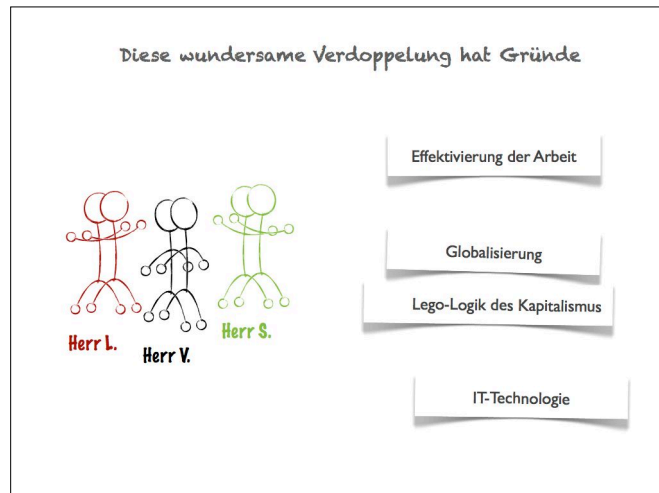 Diese wundersame Verdoppelung hat Gründe
Effektivierung der Arbeit
Globalisierung
Lego-Logik des Kapitalismus
IT-Technologie
Herr L.
Herr V.
Herr S.